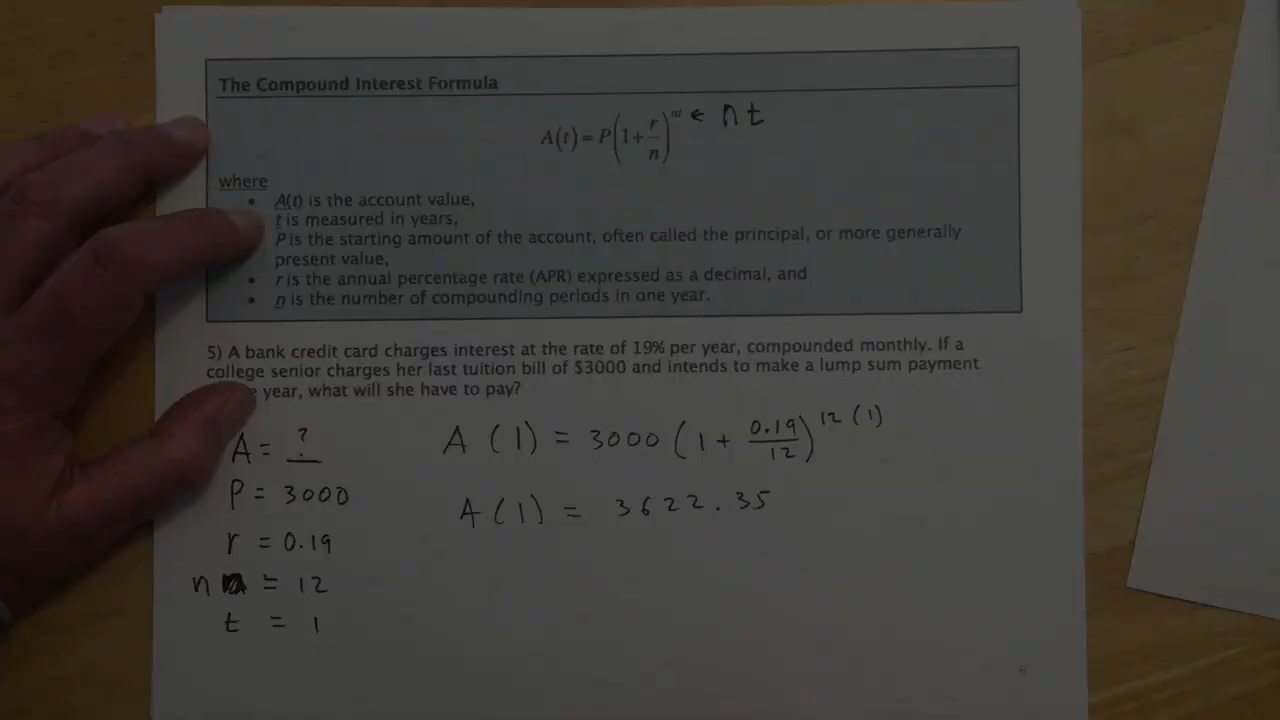 The Compound Interest Formula
A(t) = P(1 + r/n)^nt ← n t
where
• A(t) is the account value,
t is measured in years,
P is the starting amount of the account, often called the principal, or more generally
present value,
• r is the annual percentage rate (APR) expressed as a decimal, and
• n is the number of compounding periods in one year.
5) A bank credit card charges interest at the rate of 19% per year, compounded monthly. If a
college senior charges her last tuition bill of $3000 and intends to make a lump sum payment
year, what will she have to pay?
A = ?
A (1) = 3000 (1 + 0.19/12)^12 (1)
P = 3000
A (1) = 3622.35
r = 0.19
n = 12
t = 1
6